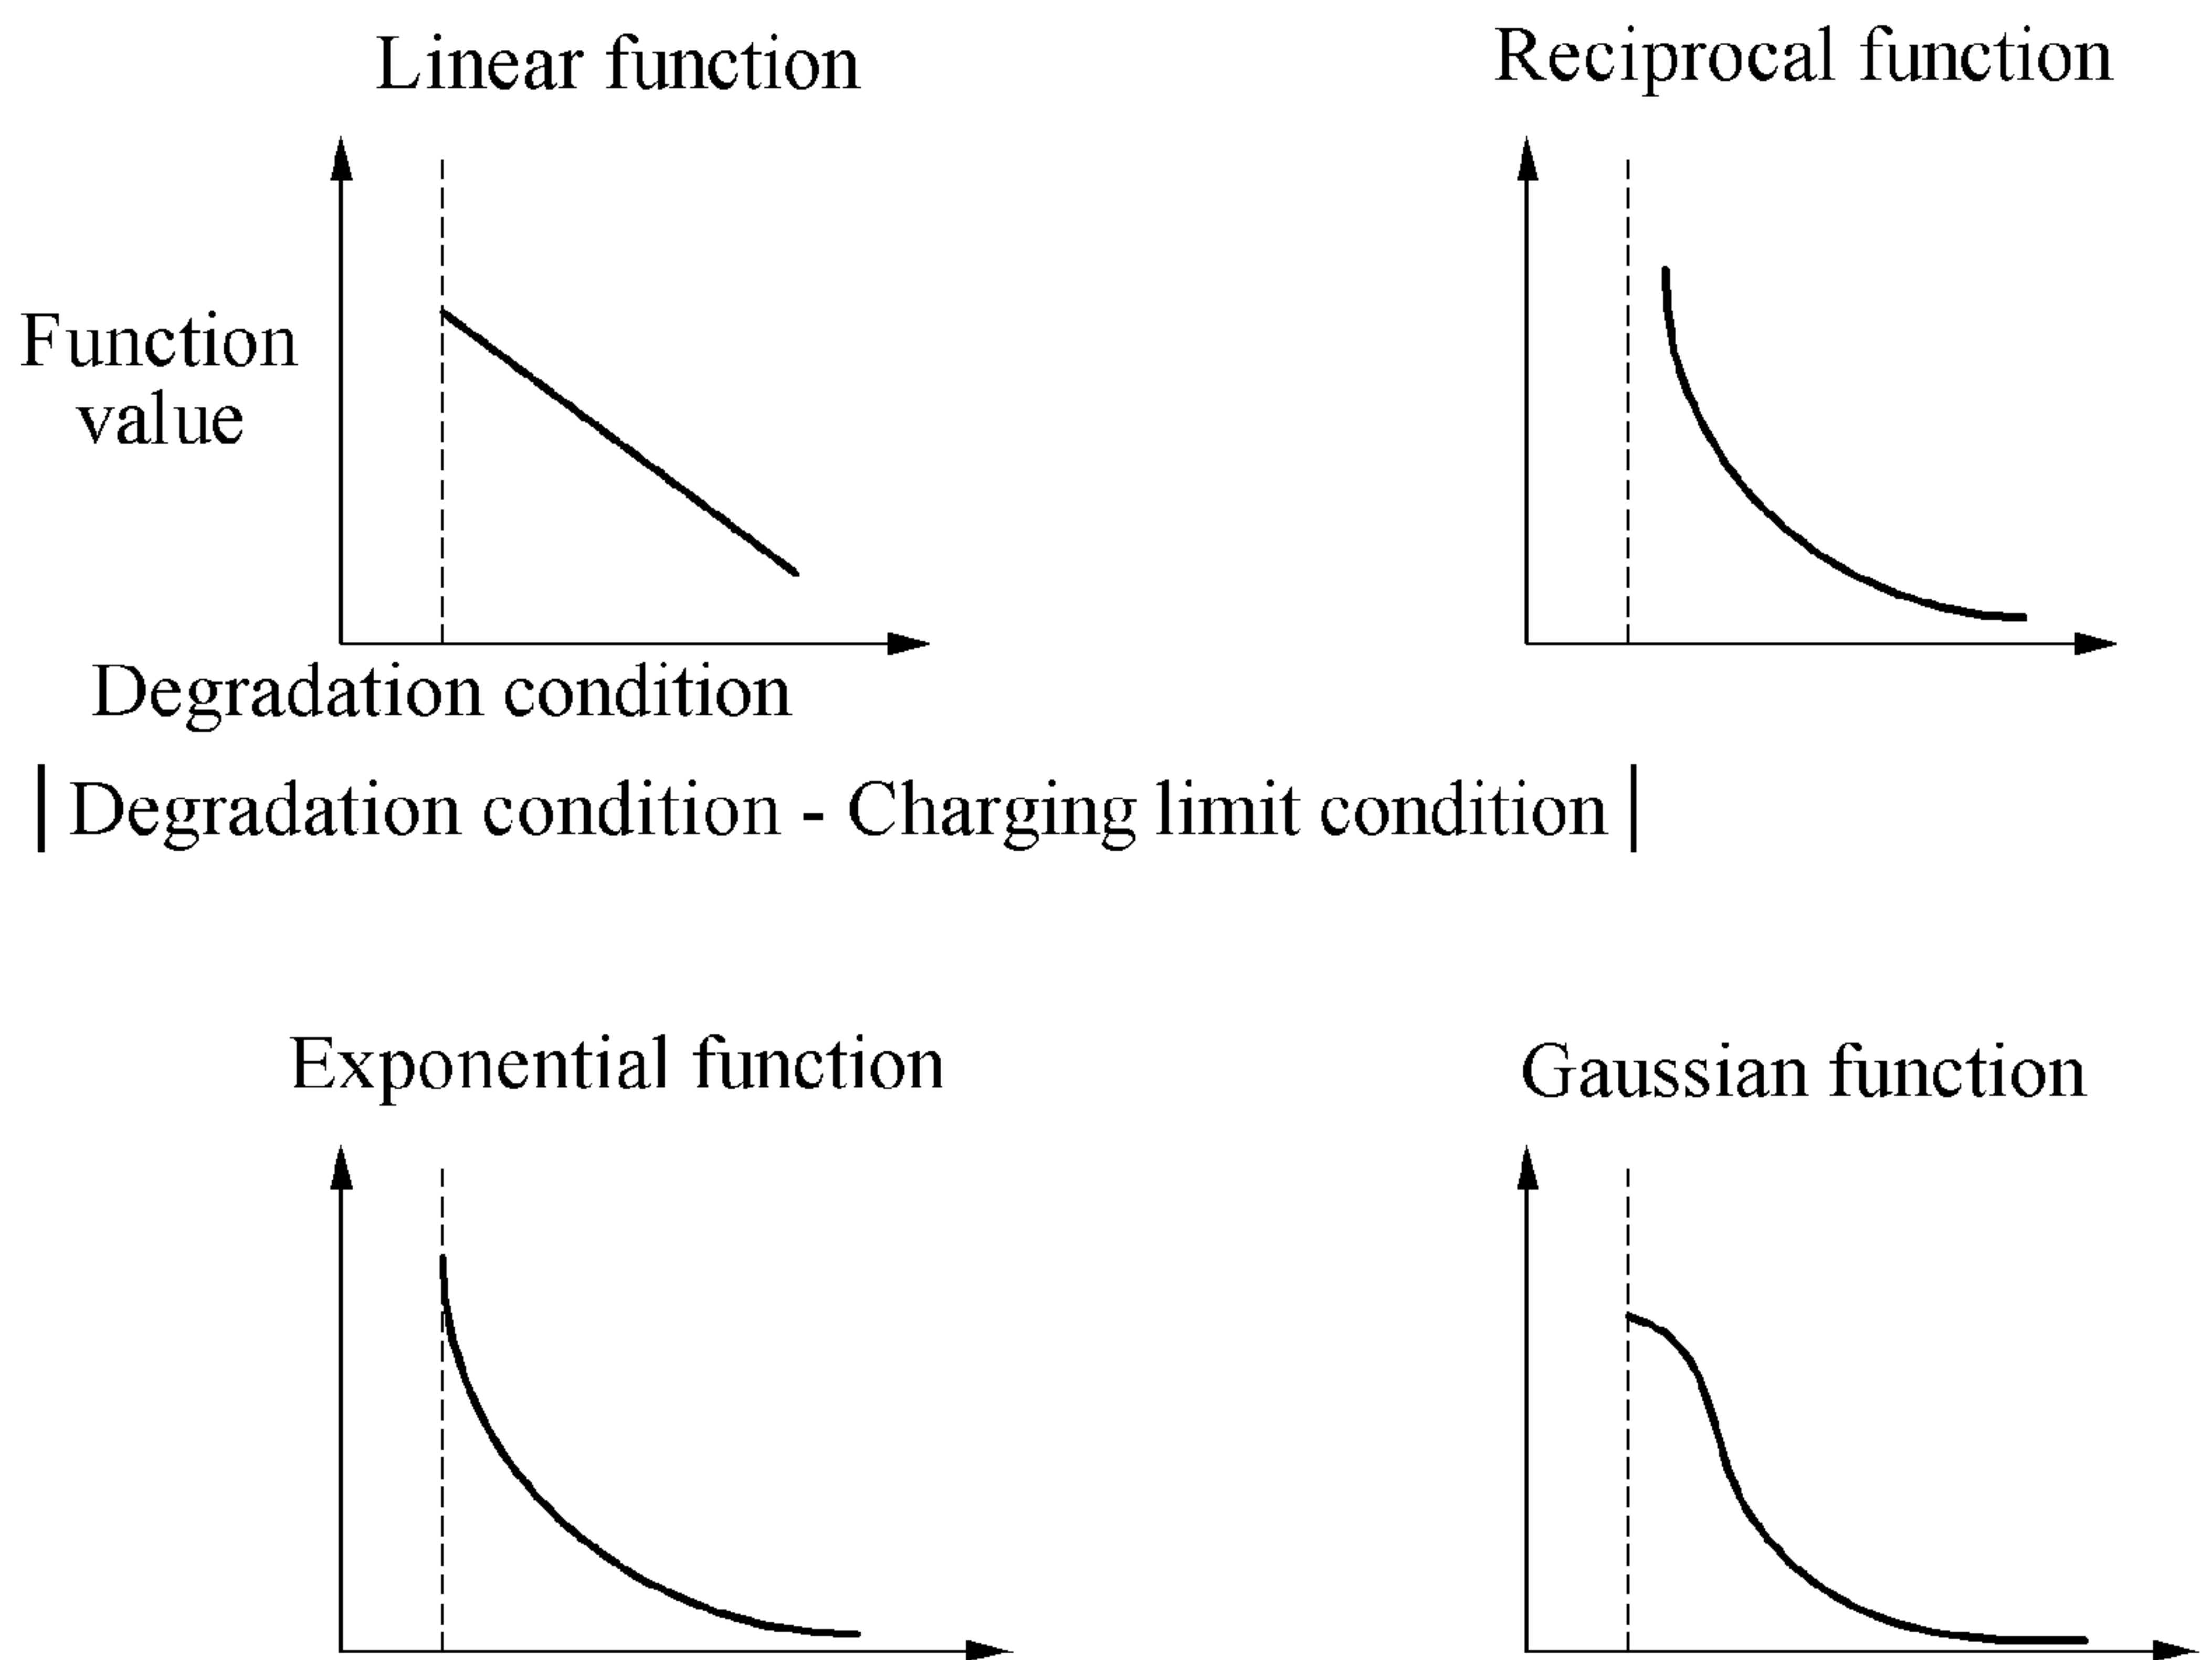 Linear function
Reciprocal function
Function
value
Degradation condition
| Degradation condition - Charging limit condition |
Exponential function
Gaussian function